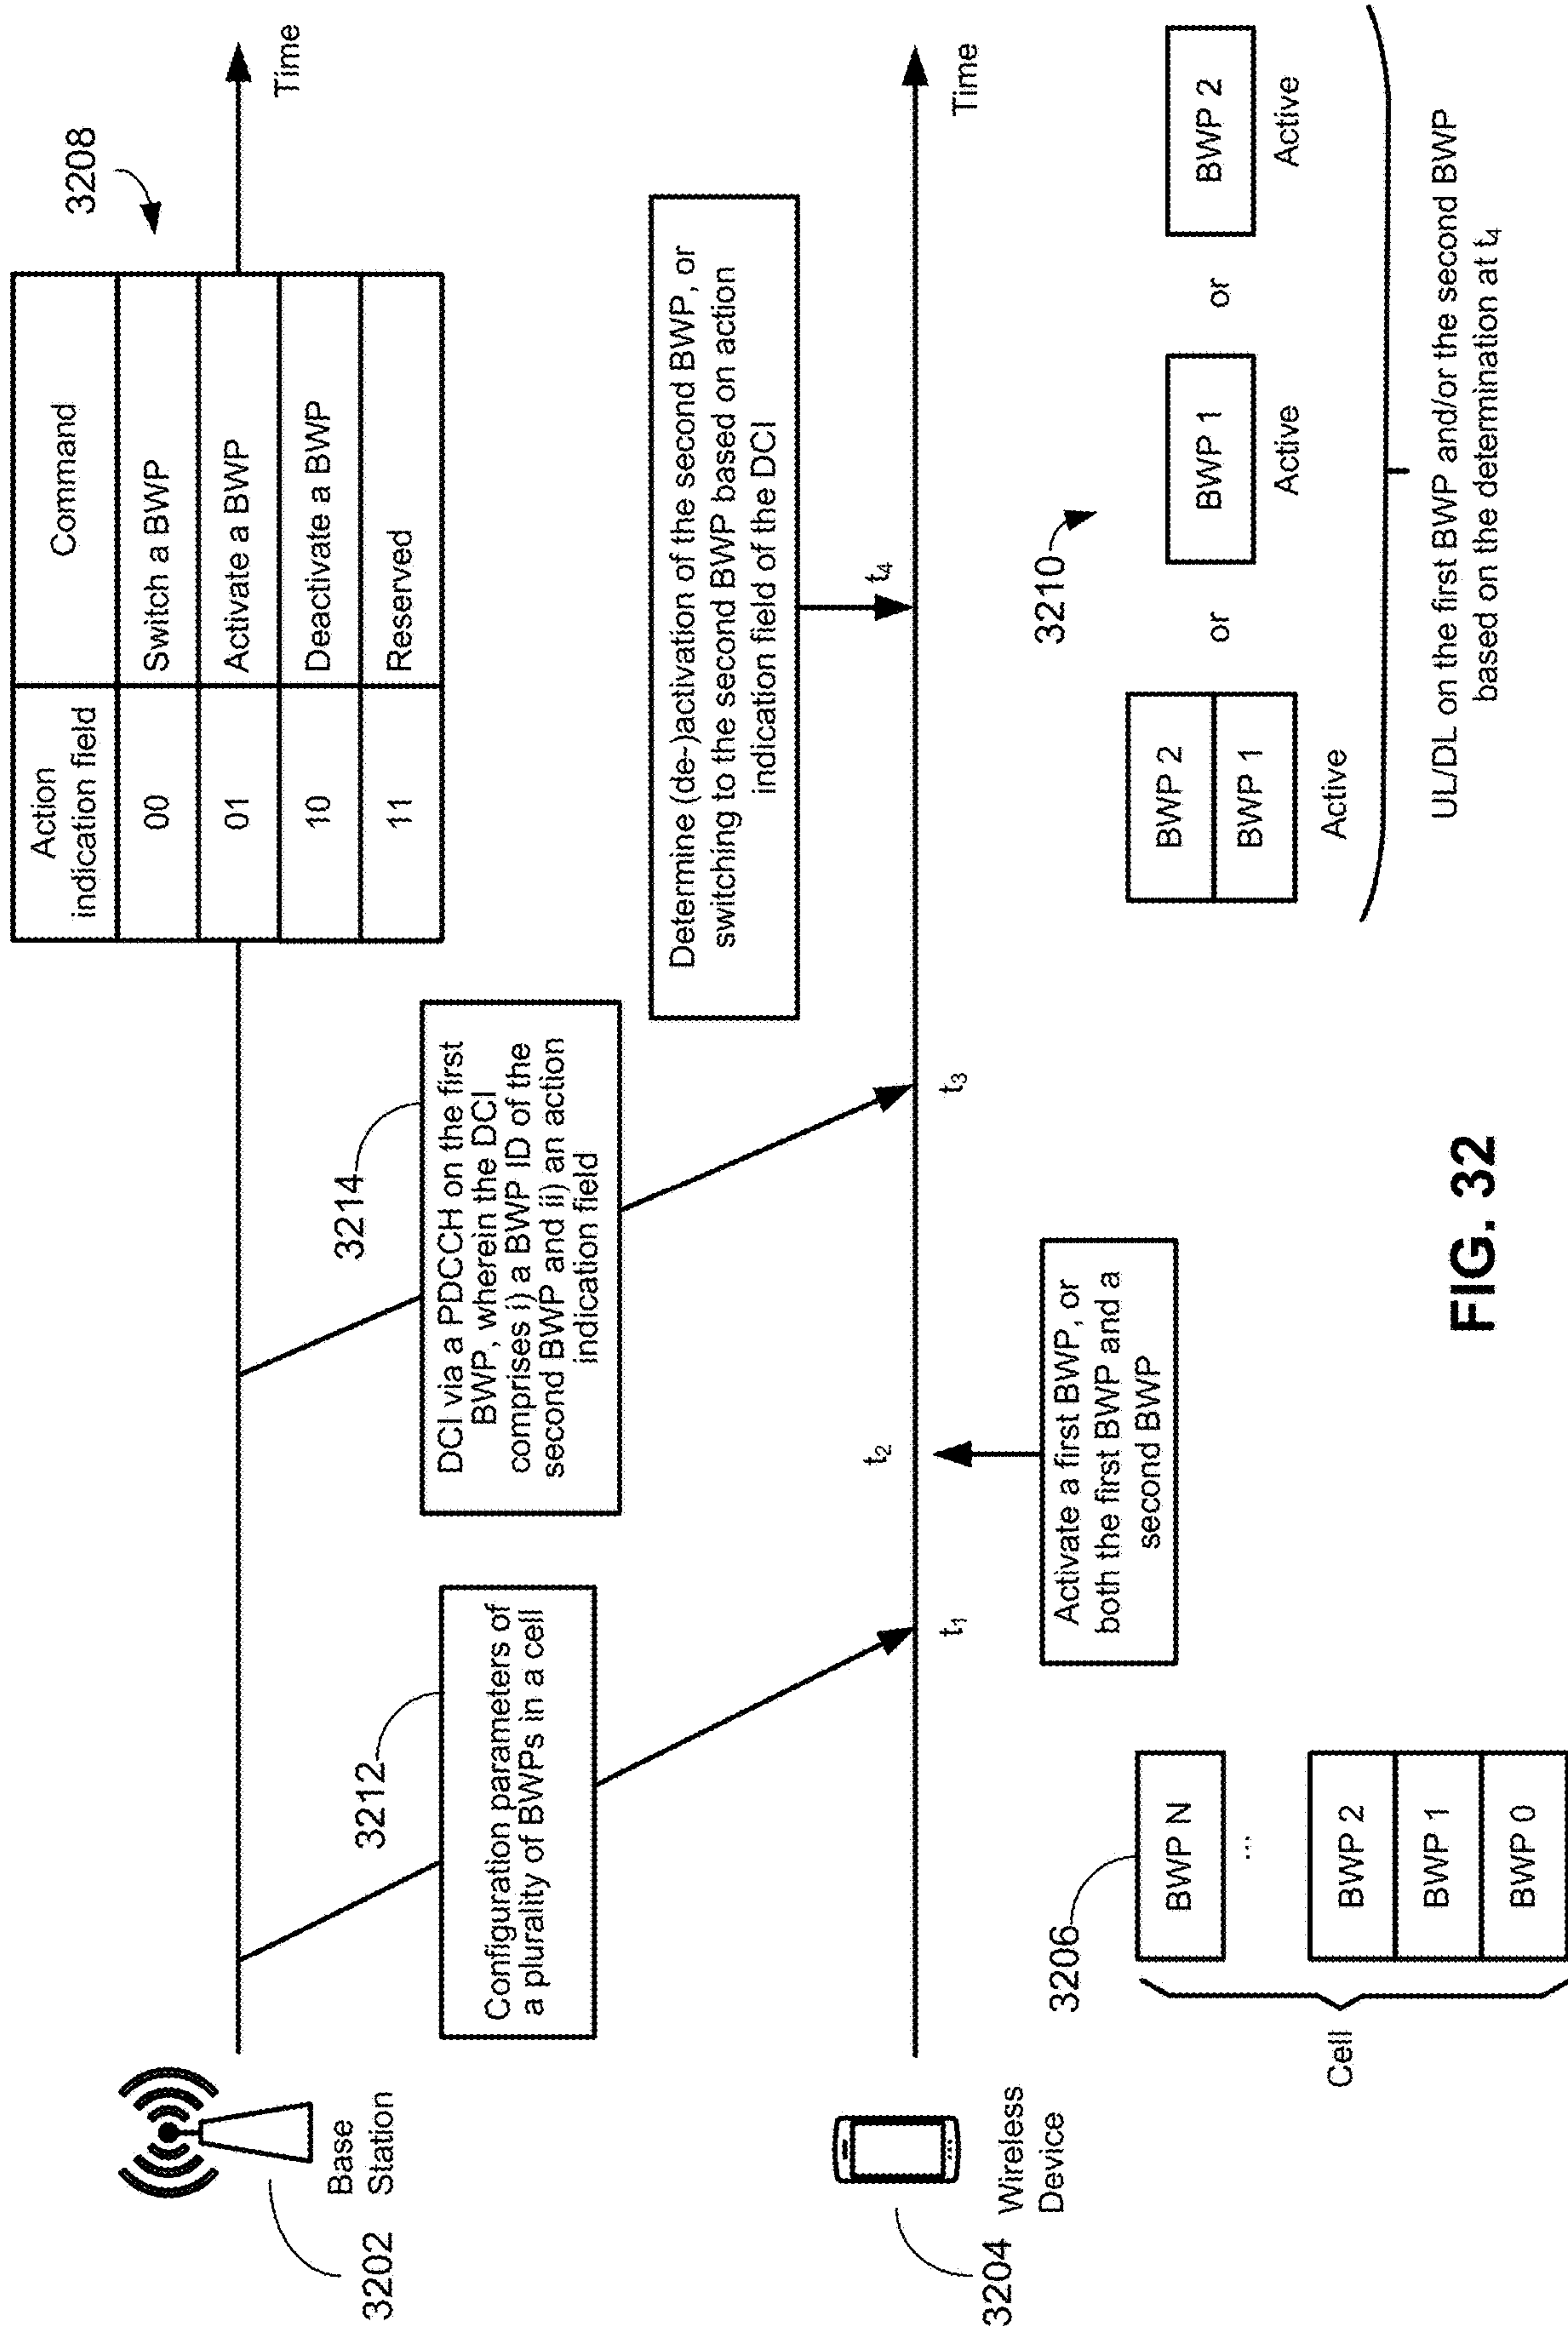 3202
Base
Station
3212
Configuration parameters of
a plurality of BWPs in a cell
3214
DCI via a PDCCH on the first
BWP, wherein the DCI
comprises i) a BWP ID of the
second BWP and ii) an action
indication field
Action
indication field
Command
00
Switch a BWP
01
Activate a BWP
10
Deactivate a BWP
11
Reserved
3208
Time
3204
Wireless
Device
t1
t2
t3
t4
Time
Determine (de-)activation of the second BWP, or
switching to the second BWP based on action
indication field of the DCI
Activate a first BWP, or
both the first BWP and a
second BWP
3206
Cell
BWP N
...
BWP 2
BWP 1
BWP 0
3210
BWP 2
BWP 1
Active
or
BWP 1
Active
or
BWP 2
Active
UL/DL on the first BWP and/or the second BWP
based on the determination at t4
FIG. 32